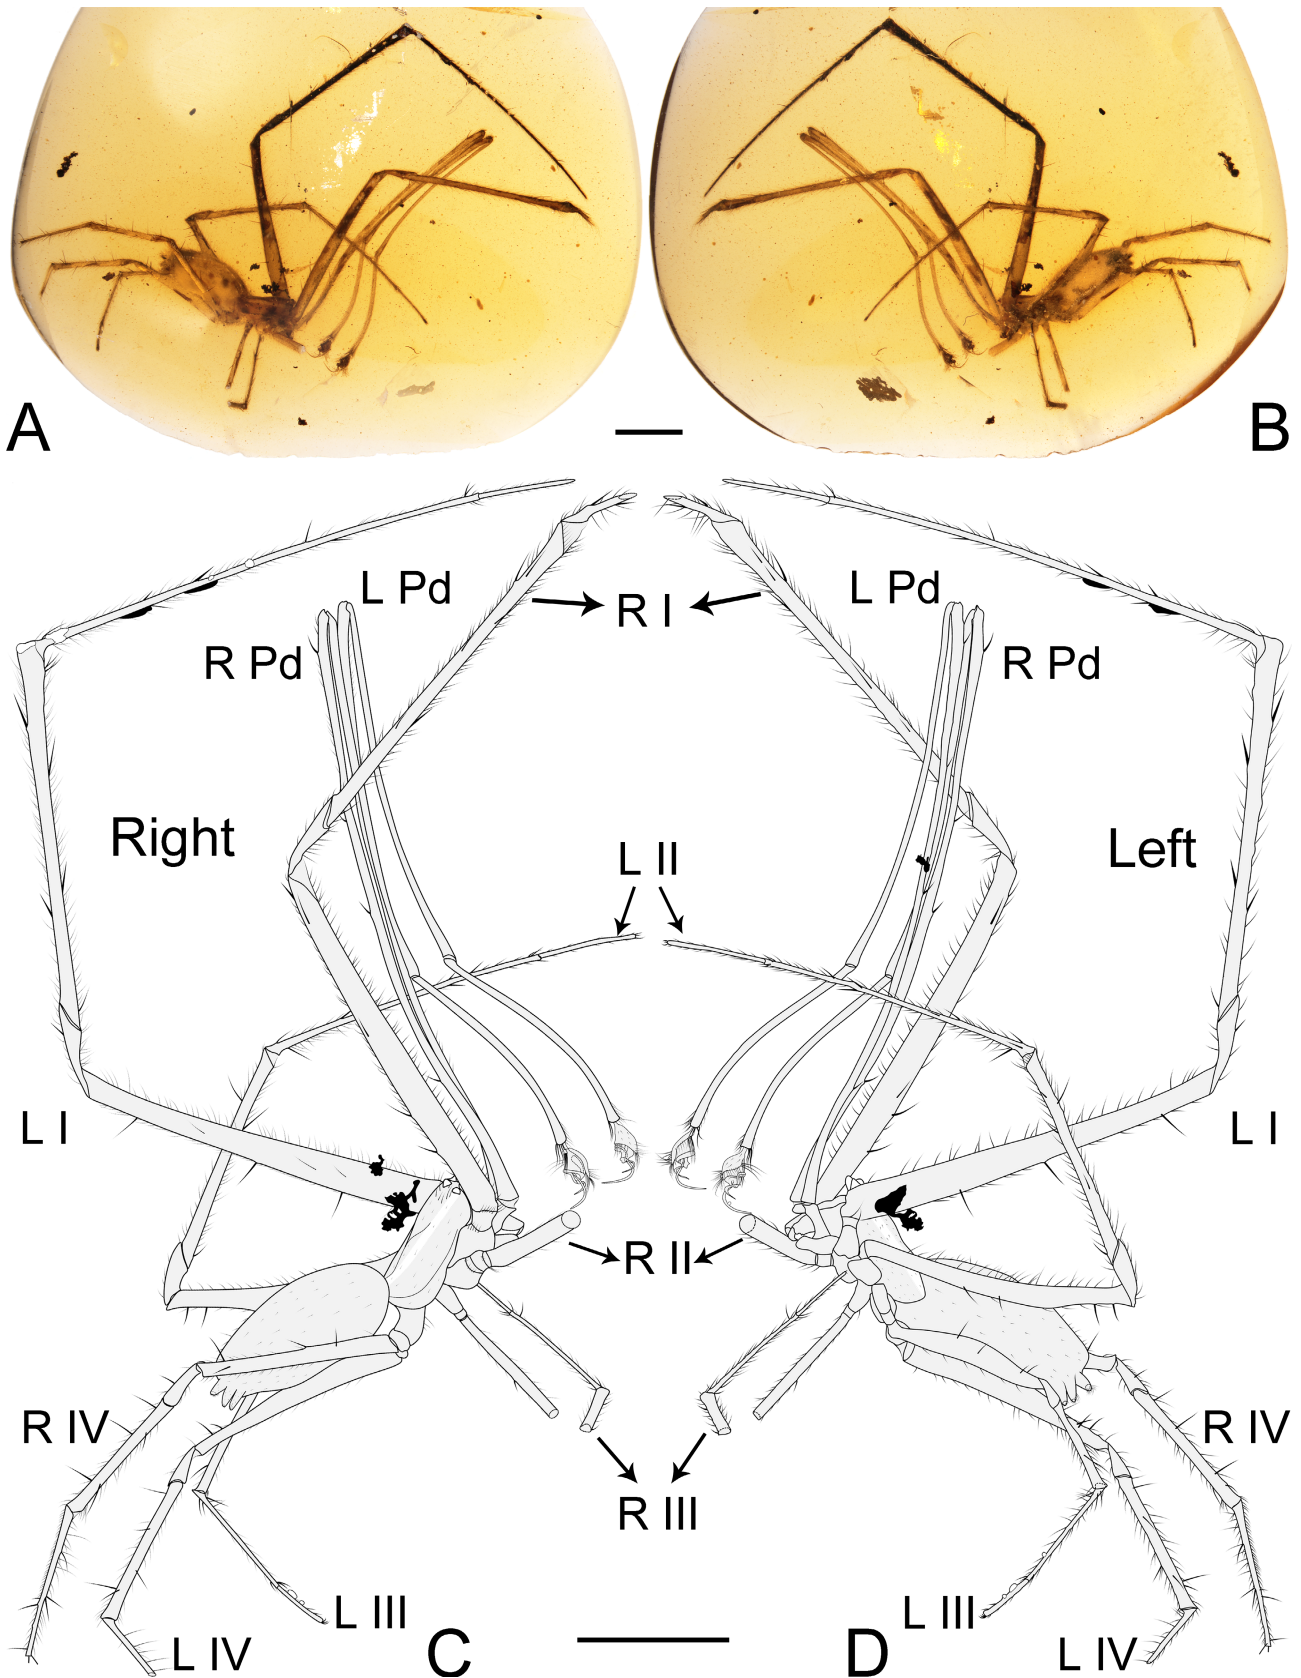 A
B
L Pd
L Pd
R I
R Pd
R Pd
Right
L II
Left
L I
L I
R II
R IV
R IV
R III
L III
L III
C
D
L IV
L IV